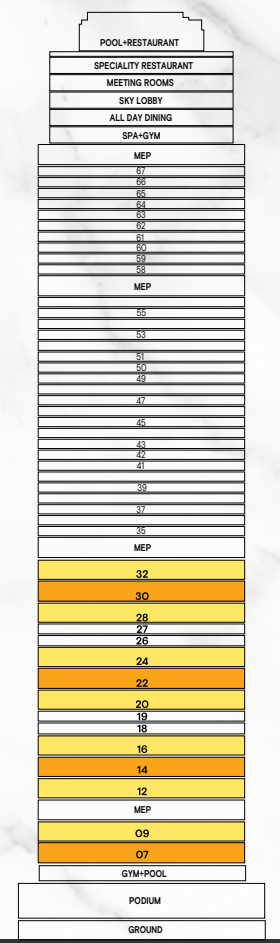 POOL+RESTAURANT
SPECIALITY RESTAURANT
MEETING ROOMS
SKY LOBBY
ALL DAY DINING
SPA+GYM
MEP
67
66
65
64
63
62
61
60
59
58
MEP
55
53
51
50
49
47
45
43
42
41
39
37
35
MEP
32
30
28
27
26
24
22
20
19
18
16
14
12
MEP
09
07
GYM+POOL
PODIUM
GROUND